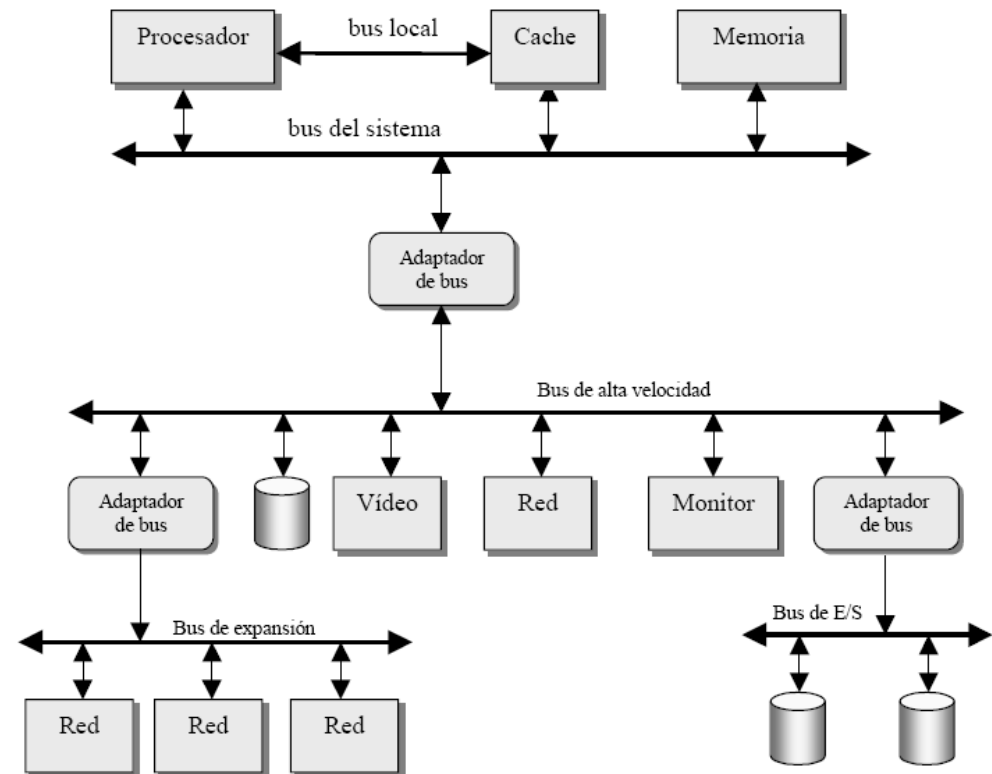 Procesador
bus local
Cache
Memoria
bus del sistema
Adaptador
de bus
Bus de alta velocidad
Adaptador
de bus
Vídeo
Red
Monitor
Adaptador
de bus
Bus de expansión
Bus de E/S
Red
Red
Red